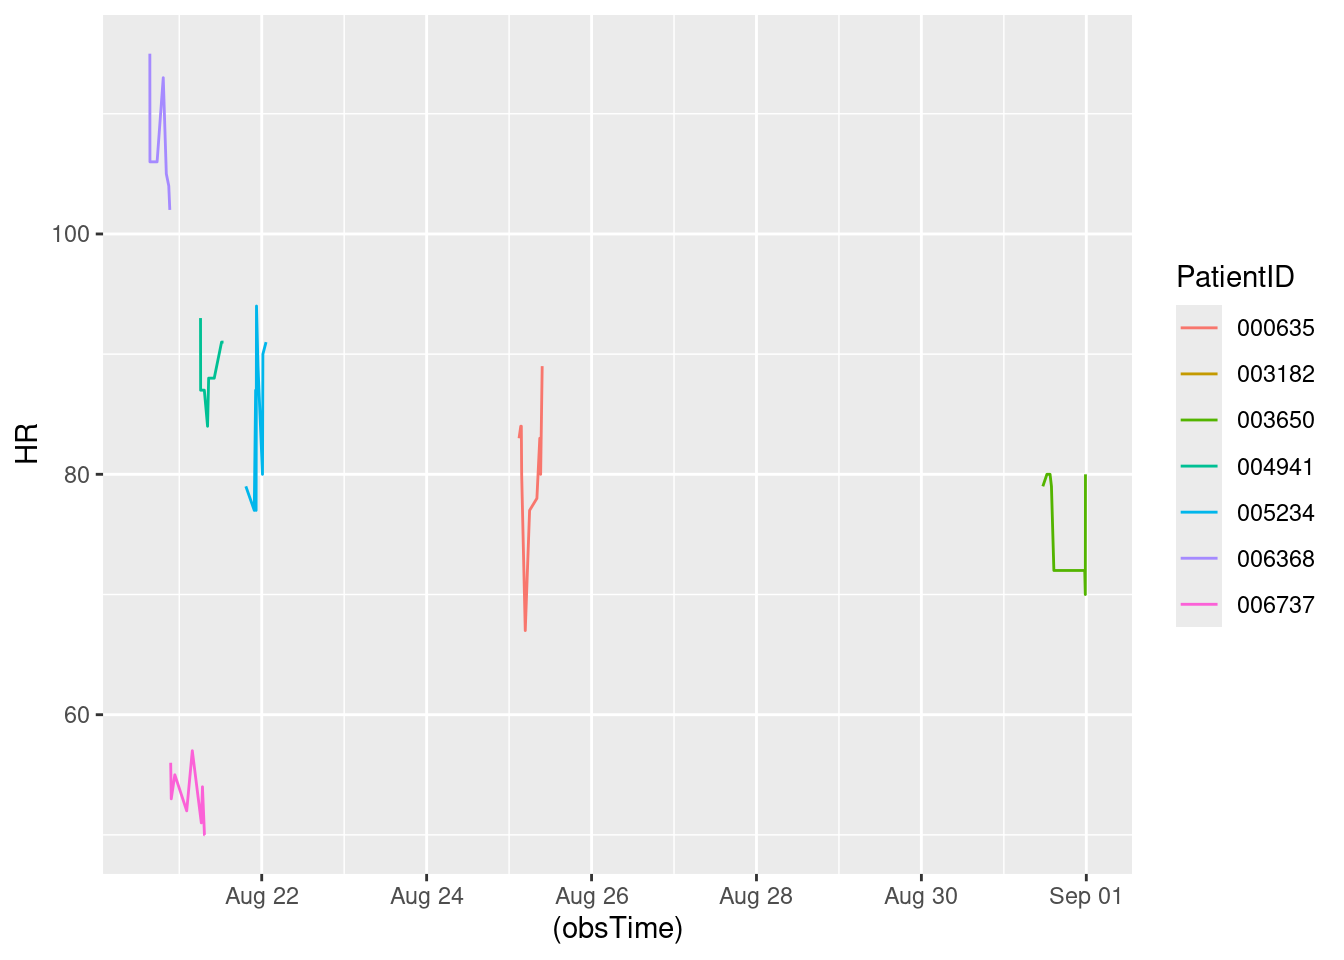 HR
100
80
60
Aug 22
Aug 24
Aug 26
Aug 28
Aug 30
Sep 01
(obsTime)
PatientID
000635
003182
003650
004941
005234
006368
006737